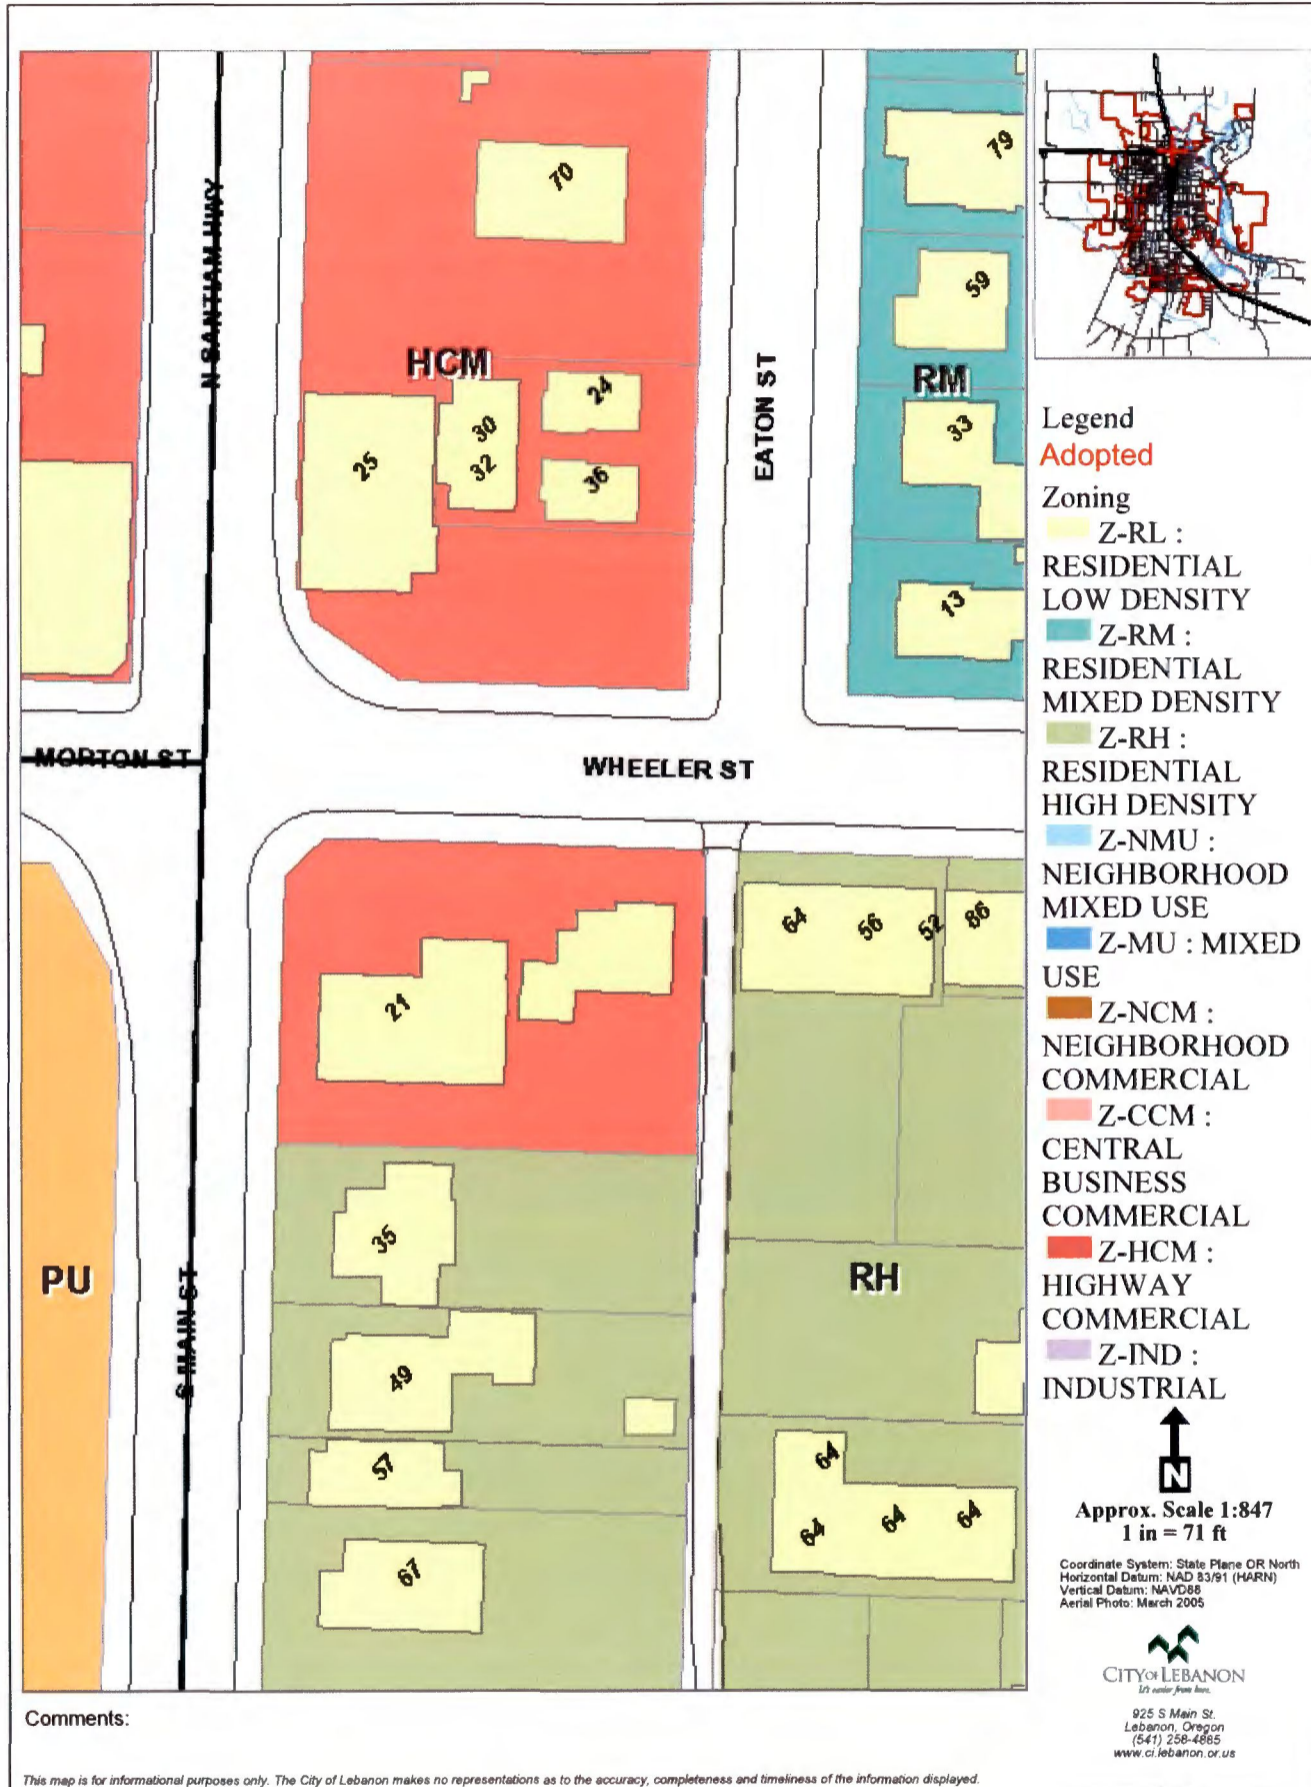 N SANTIAM HWY
70
79
59
HCM
RM
24
30
33
25
32
36
EATON ST
13
MORTON ST
WHEELER ST
64
56
52
86
21
35
PU
RH
S MAIN ST
49
57
64
64
64
64
67
Legend
Adopted
Zoning
Z-RL :
RESIDENTIAL
LOW DENSITY
Z-RM :
RESIDENTIAL
MIXED DENSITY
Z-RH :
RESIDENTIAL
HIGH DENSITY
Z-NMU :
NEIGHBORHOOD
MIXED USE
Z-MU : MIXED
USE
Z-NCM :
NEIGHBORHOOD
COMMERCIAL
Z-CCM :
CENTRAL
BUSINESS
COMMERCIAL
Z-HCM :
HIGHWAY
COMMERCIAL
Z-IND :
INDUSTRIAL
N
Approx. Scale 1:847
1 in = 71 ft
Coordinate System: State Plane OR North
Horizontal Datum: NAD 83/91 (HARN)
Vertical Datum: NAVD88
Aerial Photo: March 2005
CITY OF LEBANON
It's easier from here.
925 S Main St.
Lebanon, Oregon
(541) 258-4885
www.ci.lebanon.or.us
Comments:
This map is for informational purposes only. The City of Lebanon makes no representations as to the accuracy, completeness and timeliness of the information displayed.